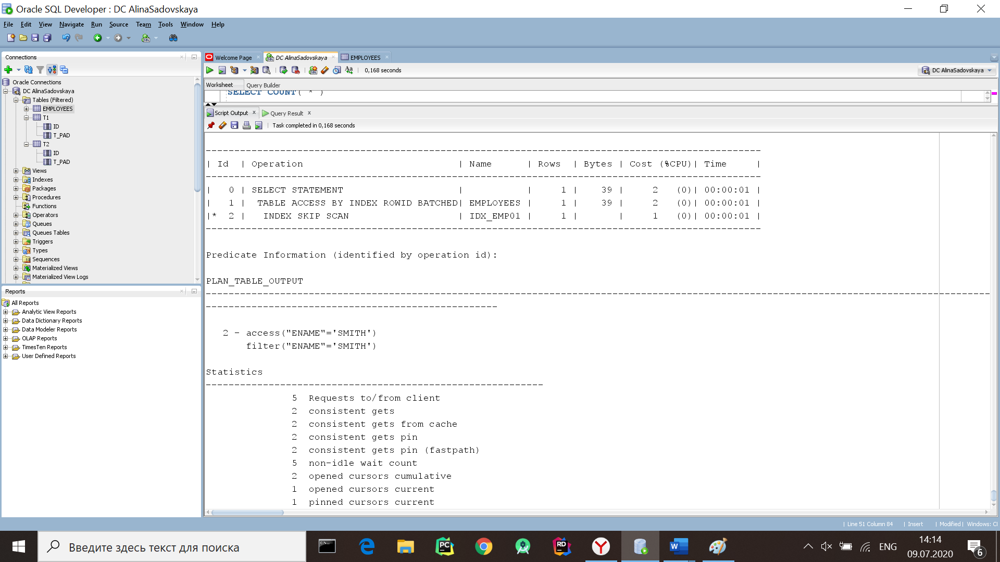 Oracle SQL Developer : DC AlinaSadovskaya
File Edit View Navigate Run Source Team Tools Window Help
Connections
Oracle Connections
DC AlinaSadovskaya
Tables (Filtered)
EMPLOYEES
T1
ID
T_PAD
T2
ID
T_PAD
Views
Indexes
Packages
Procedures
Functions
Operators
Queues
Queues Tables
Triggers
Types
Sequences
Materialized Views
Materialized View Logs
Reports
All Reports
Analytic View Reports
Data Dictionary Reports
Data Modeler Reports
OLAP Reports
TimesTen Reports
User Defined Reports
Welcome Page DC AlinaSadovskaya EMPLOYEES
0,168 seconds DC AlinaSadovskaya
Worksheet Query Builder
SELECT COUNT( * )
Script Output Query Result
Task completed in 0,168 seconds
---------------------------------------------------------------------------------------------------
| Id | Operation | Name | Rows | Bytes | Cost (%CPU)| Time |
---------------------------------------------------------------------------------------------------
| 0 | SELECT STATEMENT | | 1 | 39 | 2 (0)| 00:00:01 |
| 1 | TABLE ACCESS BY INDEX ROWID BATCHED| EMPLOYEES | 1 | 39 | 2 (0)| 00:00:01 |
|* 2 | INDEX SKIP SCAN | IDX_EMP01 | 1 | | 1 (0)| 00:00:01 |
---------------------------------------------------------------------------------------------------
Predicate Information (identified by operation id):
PLAN_TABLE_OUTPUT
---------------------------------------------------------------------------------------------------
---------------------------------------------------
2 - access("ENAME"='SMITH')
filter("ENAME"='SMITH')
Statistics
-----------------------------------------------------------
5 Requests to/from client
2 consistent gets
2 consistent gets from cache
2 consistent gets pin
2 consistent gets pin (fastpath)
5 non-idle wait count
2 opened cursors cumulative
1 opened cursors current
1 pinned cursors current
| Line 51 Column 84 | Insert | Modified | Windows: Cl
Введите здесь текст для поиска
ENG
14:14
09.07.2020
6